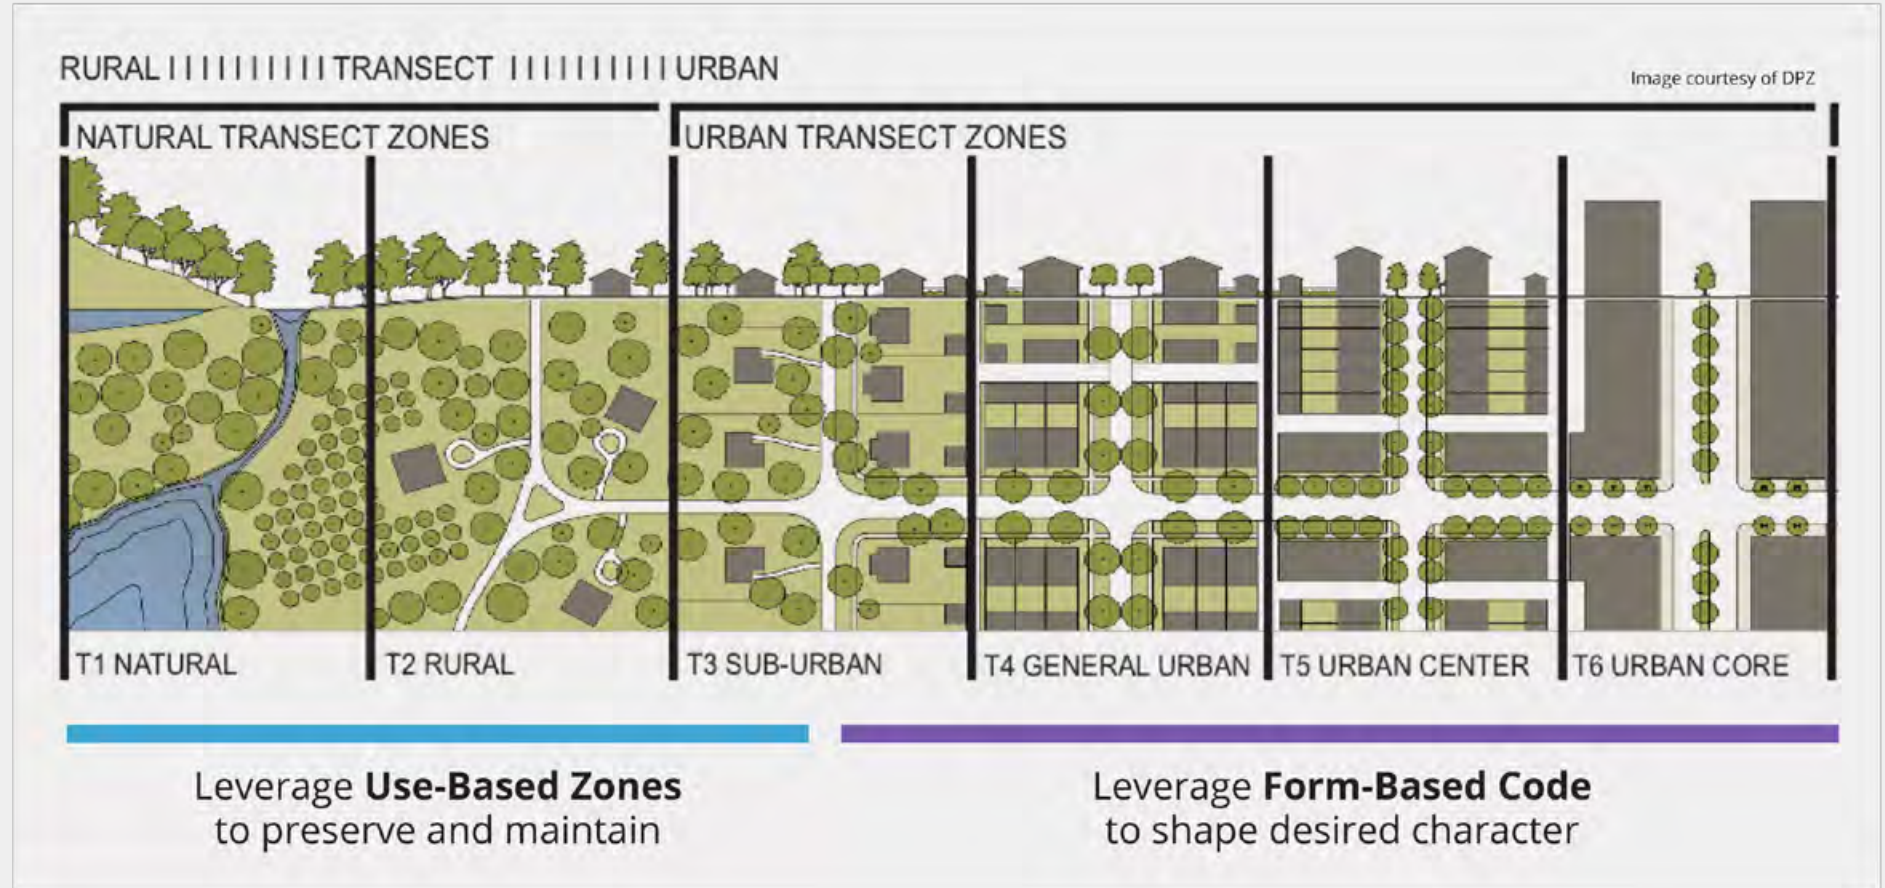 RURAL | | | | | | | | | | TRANSECT | | | | | | | | | | URBAN
Image courtesy of DPZ
NATURAL TRANSECT ZONES
URBAN TRANSECT ZONES
T1 NATURAL
T2 RURAL
T3 SUB-URBAN
T4 GENERAL URBAN
T5 URBAN CENTER
T6 URBAN CORE
Leverage Use-Based Zones
to preserve and maintain
Leverage Form-Based Code
to shape desired character